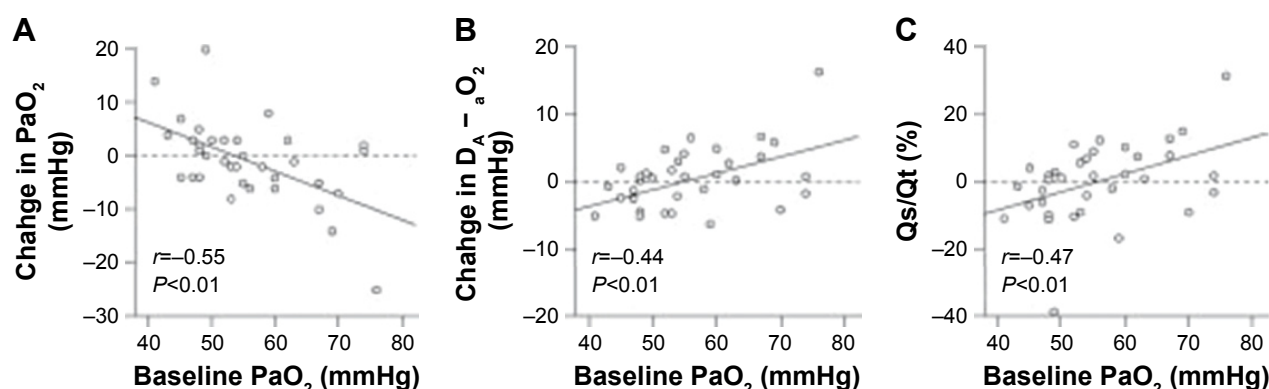 A
Chahge in PaO2
(mmHg)
20
10
0
–10
–20
–30
r=–0.55
P<0.01
40 50 60 70 80
Baseline PaO2 (mmHg)
B
Chahge in DA – aO2
(mmHg)
20
10
0
–10
–20
r=–0.44
P<0.01
40 50 60 70 80
Baseline PaO2 (mmHg)
C
Qs/Qt (%)
40
20
0
–20
–40
r=–0.47
P<0.01
40 50 60 70 80
Baseline PaO2 (mmHg)